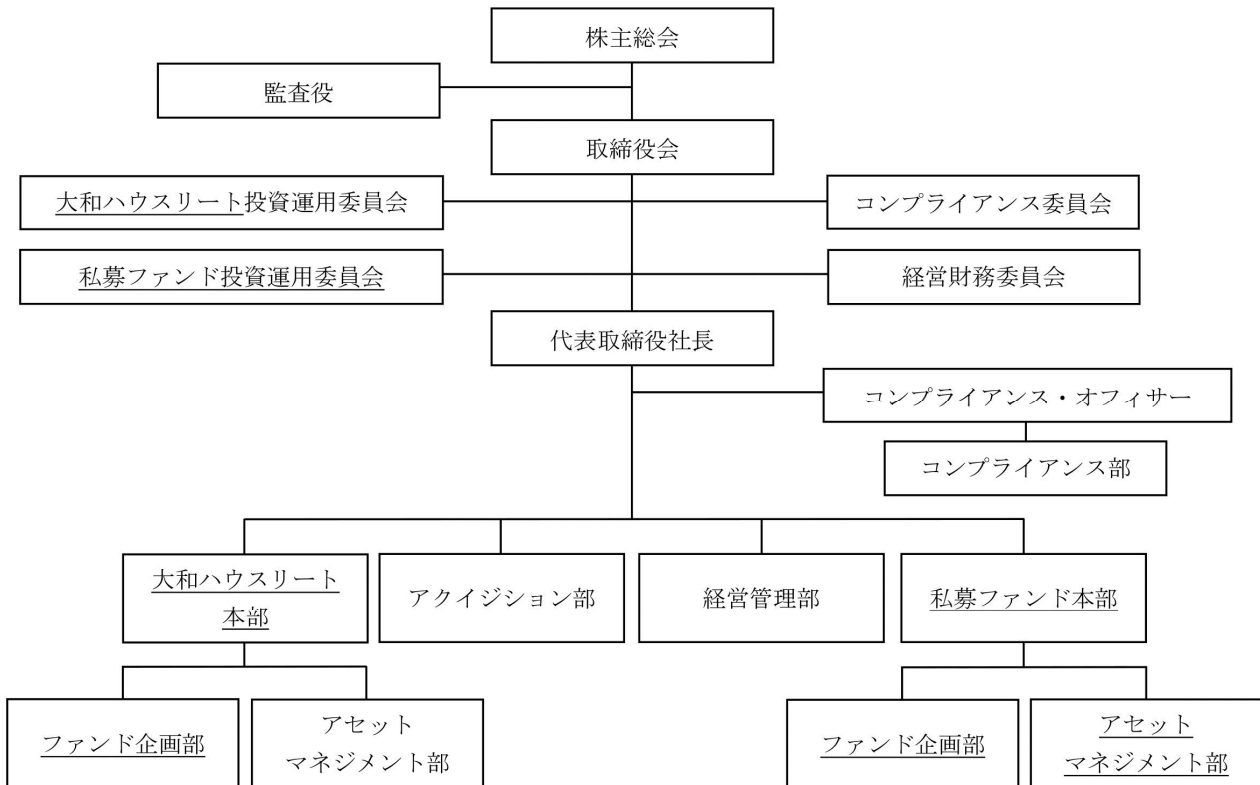 株主総会
監査役
取締役会
大和ハウスリート投資運用委員会
コンプライアンス委員会
私募ファンド投資運用委員会
経営財務委員会
代表取締役社長
コンプライアンス・オフィサー
コンプライアンス部
大和ハウスリート
本部
アクイジション部
経営管理部
私募ファンド本部
ファンド企画部
アセット
マネジメント部
ファンド企画部
アセット
マネジメント部